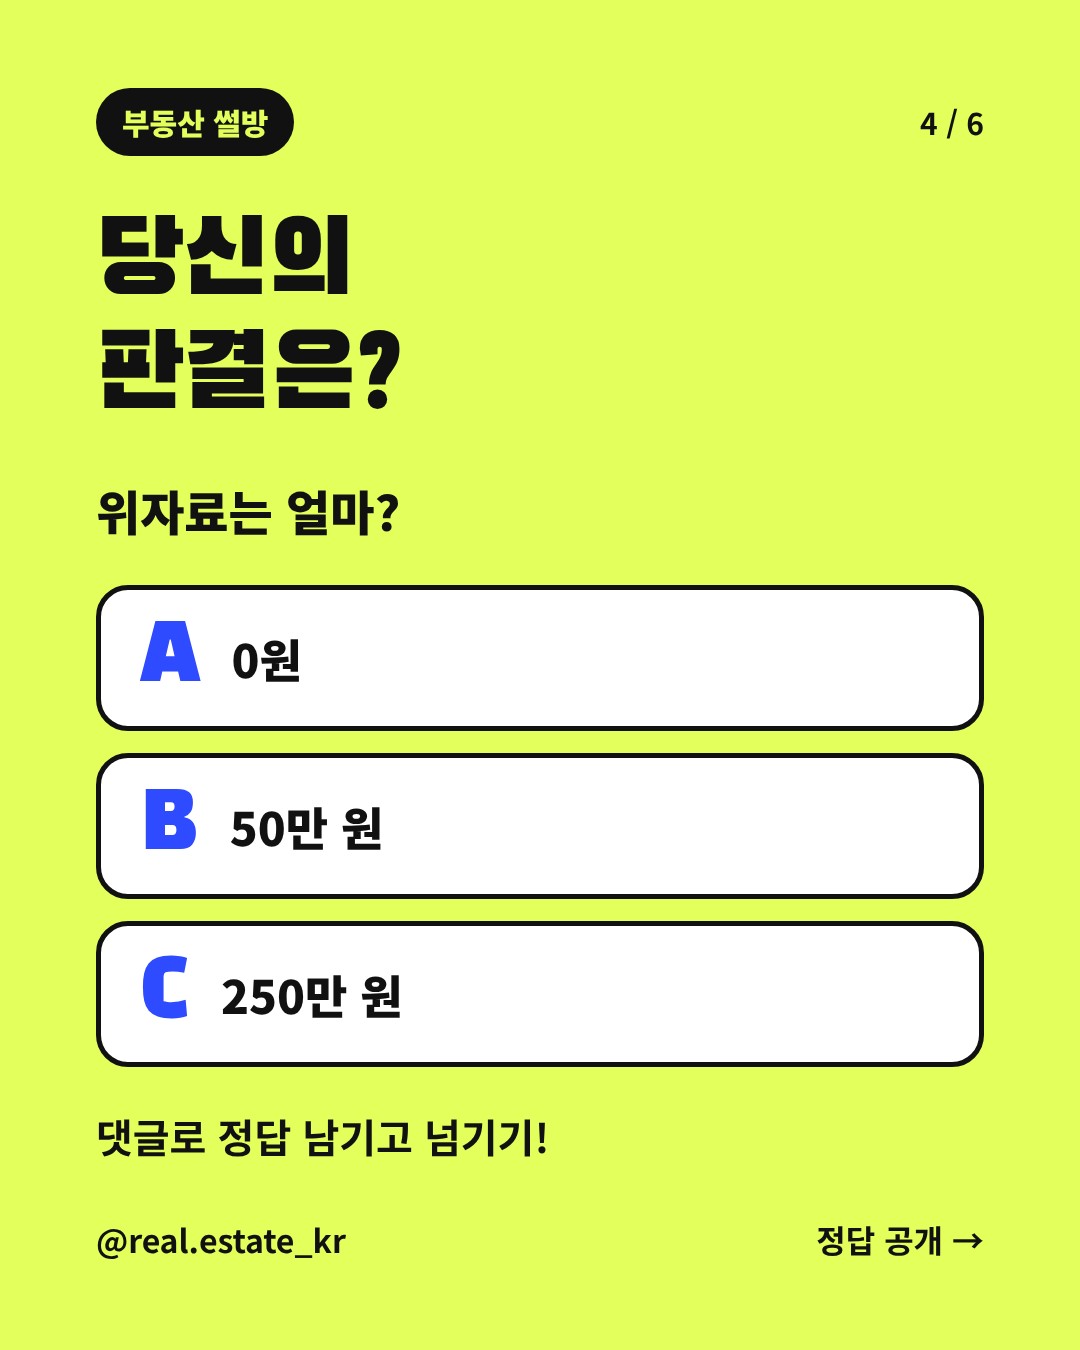 부동산 썰방
4 / 6
당신의
판결은?
위자료는 얼마?
A 0원
B 50만 원
C 250만 원
댓글로 정답 남기고 넘기기!
@real.estate_kr
정답 공개 →